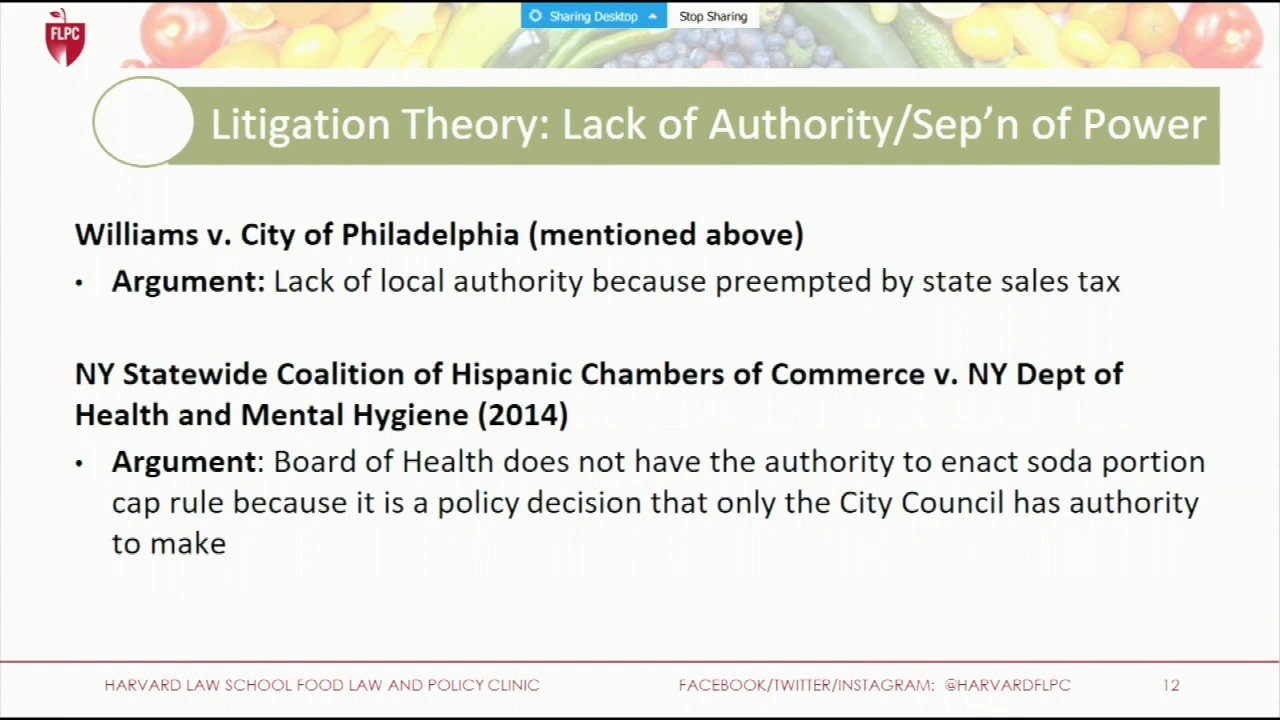 FLPC
Sharing Desktop
Stop Sharing
Litigation Theory: Lack of Authority/Sep’n of Power
Williams v. City of Philadelphia (mentioned above)
• Argument: Lack of local authority because preempted by state sales tax
NY Statewide Coalition of Hispanic Chambers of Commerce v. NY Dept of
Health and Mental Hygiene (2014)
• Argument: Board of Health does not have the authority to enact soda portion
cap rule because it is a policy decision that only the City Council has authority
to make
HARVARD LAW SCHOOL FOOD LAW AND POLICY CLINIC
FACEBOOK/TWITTER/INSTAGRAM: @HARVARDFLPC
12